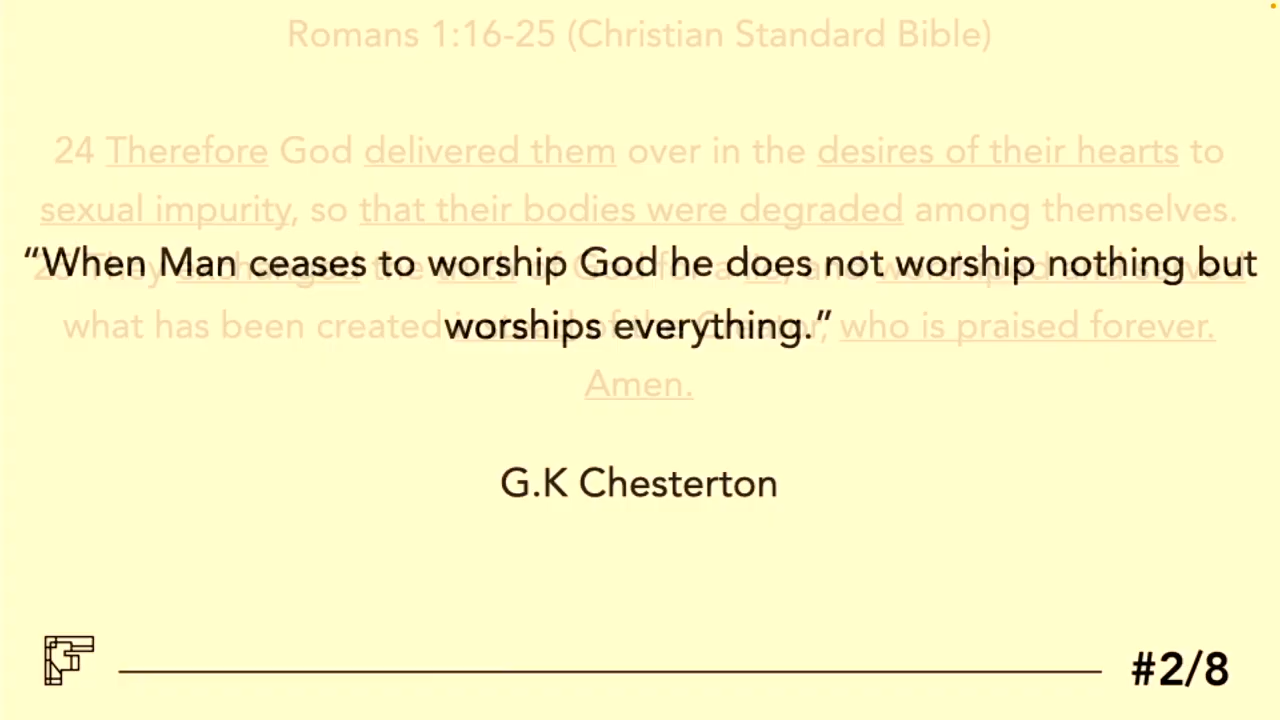 Romans 1:16-25 (Christian Standard Bible)
24 Therefore God delivered them over in the desires of their hearts to
sexual impurity, so that their bodies were degraded among themselves.
“When Man ceases to worship God he does not worship nothing but
worships everything.”
what has been created who is praised forever.
Amen.
G.K Chesterton
#2/8